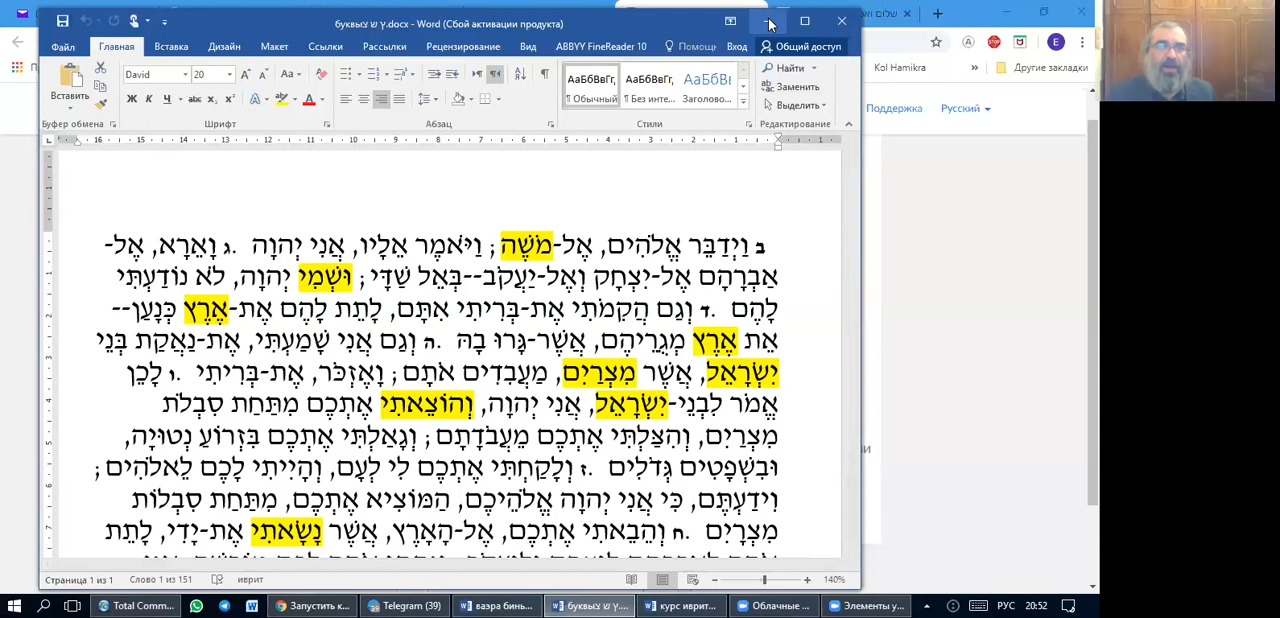 буквыצ ש ץ.docx - Word (Сбой активации продукта)
Файл Главная Вставка Дизайн Макет Ссылки Рассылки Рецензирование Вид ABBYY FineReader 10 Помощ Вход Общий доступ
Вставить
David 20
Ж К Ч abc
АаБбВвГг, АаБбВвГг, АаБбВв
¶ Обычный ¶ Без инте... Заголово...
Найти
Заменить
Выделить
Буфер обмена Шрифт Абзац Стили Редактирование
Kol Hamikra » Другие закладки
Поддержка Русский
ב וַיְדַבֵּר אֱלֹהִים, אֶל-מֹשֶׁה; וַיֹּאמֶר אֵלָיו, אֲנִי יְהוָה. ג וָאֵרָא, אֶל-
אַבְרָהָם אֶל-יִצְחָק וְאֶל-יַעֲקֹב--בְּאֵל שַׁדָּי; וּשְׁמִי יְהוָה, לֹא נוֹדַעְתִּי
לָהֶם. ד וְגַם הֲקִמֹתִי אֶת-בְּרִיתִי אִתָּם, לָתֵת לָהֶם אֶת-אֶרֶץ כְּנָעַן--
אֵת אֶרֶץ מְגֻרֵיהֶם, אֲשֶׁר-גָּרוּ בָהּ. ה וְגַם אֲנִי שָׁמַעְתִּי, אֶת-נַאֲקַת בְּנֵי
יִשְׂרָאֵל, אֲשֶׁר מִצְרַיִם, מַעֲבִדִים אֹתָם; וָאֶזְכֹּר, אֶת-בְּרִיתִי. ו לָכֵן
אֱמֹר לִבְנֵי-יִשְׂרָאֵל, אֲנִי יְהוָה, וְהוֹצֵאתִי אֶתְכֶם מִתַּחַת סִבְלֹת
מִצְרַיִם, וְהִצַּלְתִּי אֶתְכֶם מֵעֲבֹדָתָם; וְגָאַלְתִּי אֶתְכֶם בִּזְרוֹעַ נְטוּיָה,
וּבִשְׁפָטִים גְּדֹלִים. ז וְלָקַחְתִּי אֶתְכֶם לִי לְעָם, וְהָיִיתִי לָכֶם לֵאלֹהִים;
וִידַעְתֶּם, כִּי אֲנִי יְהוָה אֱלֹהֵיכֶם, הַמּוֹצִיא אֶתְכֶם, מִתַּחַת סִבְלוֹת
מִצְרָיִם. ח וְהֵבֵאתִי אֶתְכֶם, אֶל-הָאָרֶץ, אֲשֶׁר נָשָׂאתִי אֶת-יָדִי, לָתֵת
Страница 1 из 1 Слово 1 из 151 иврит 140%
Total Comm... Запустить к... Telegram (39) ваэра бинь... курс иврит... Облачные ... Элементы у... РУС 20:52